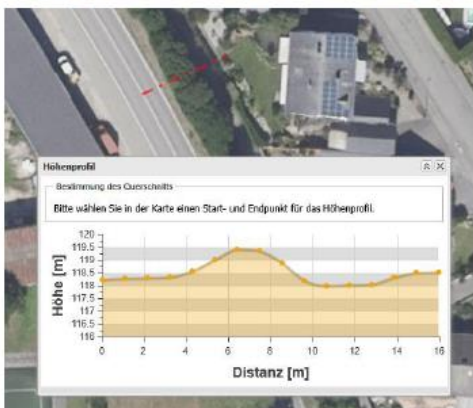 Höhenprofil
Bestimmung des Querschnitts
Bitte wählen Sie in der Karte einen Start- und Endpunkt für das Höhenprofil.
Höhe [m]
120
119.5
119
118.5
118
117.5
117
116.5
116
0 2 4 6 8 10 12 14 16
Distanz [m]